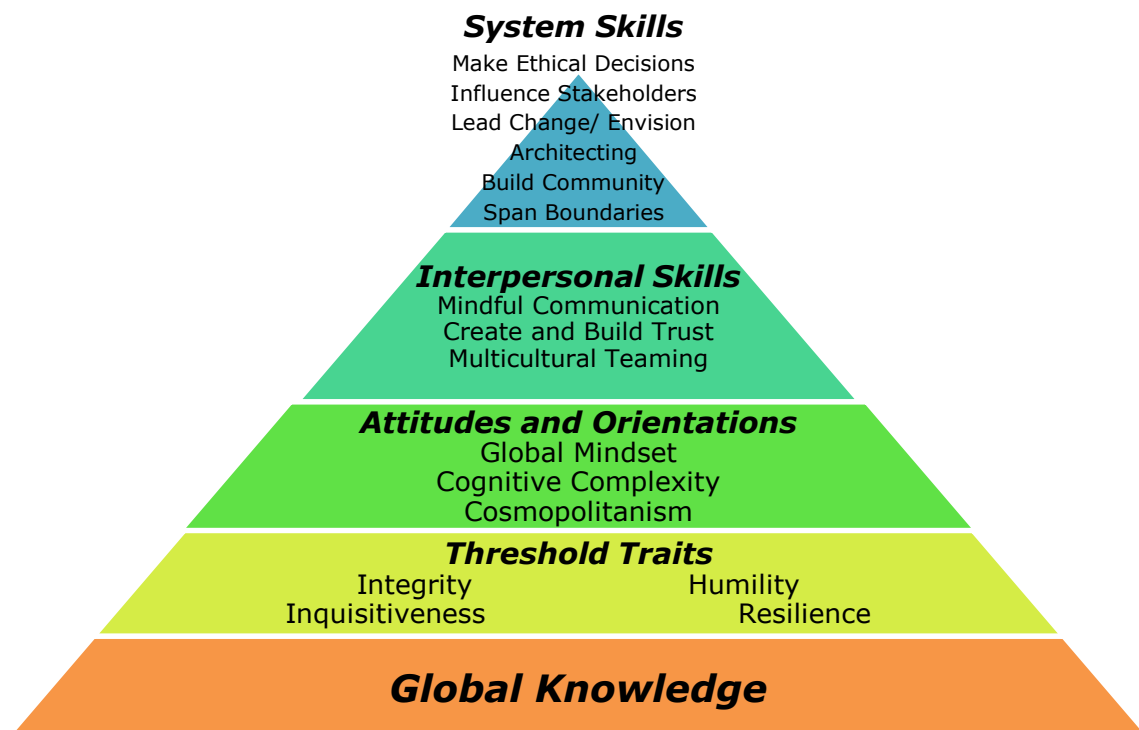 System Skills
Make Ethical Decisions
Influence Stakeholders
Lead Change/ Envision
Architecting
Build Community
Span Boundaries
Interpersonal Skills
Mindful Communication
Create and Build Trust
Multicultural Teaming
Attitudes and Orientations
Global Mindset
Cognitive Complexity
Cosmopolitanism
Threshold Traits
Integrity Humility
Inquisitiveness Resilience
Global Knowledge